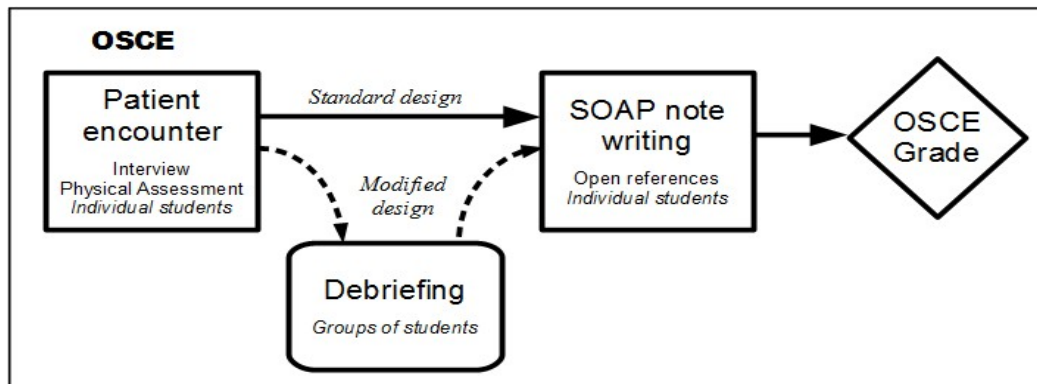 OSCE
Patient
encounter
Interview
Physical Assessment
Individual students
Standard design
Modified
design
Debriefing
Groups of students
SOAP note
writing
Open references
Individual students
OSCE
Grade